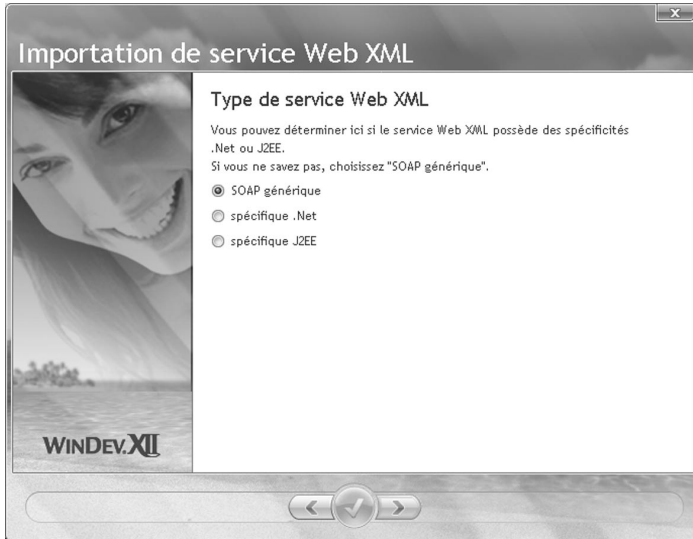 Importation de service Web XML
Type de service Web XML
Vous pouvez déterminer ici si le service Web XML possède des spécificités
.Net ou J2EE.
Si vous ne savez pas, choisissez "SOAP générique".
SOAP générique
spécifique .Net
spécifique J2EE
WINDEV.XII